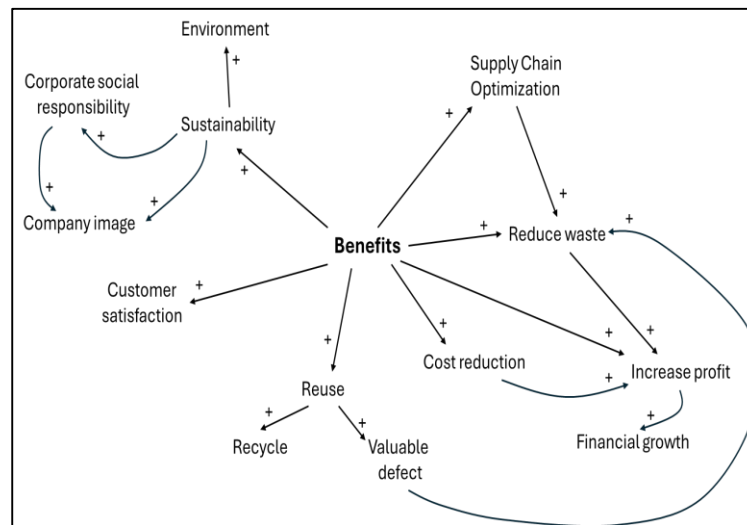 Environment
+
Supply Chain
Optimization
Corporate social
responsibility
+
Sustainability
+
+
+
+
+
Company image
+
+
Benefits
+
Reduce waste
+
Customer
satisfaction
+
+
+
+
+
Cost reduction
+
Increase profit
Reuse
+
+
+
Financial growth
Recycle
Valuable
defect